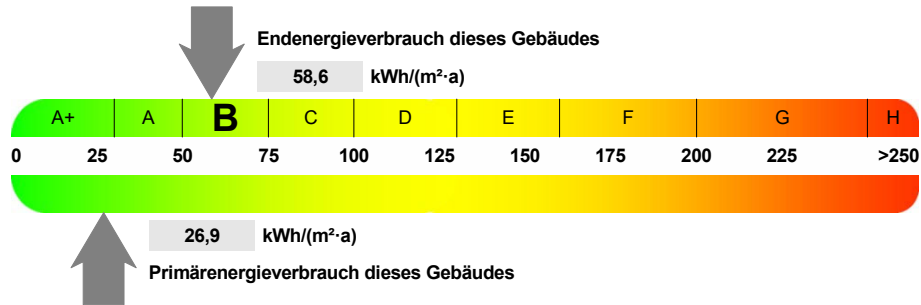 Endenergieverbrauch dieses Gebäudes
58,6 kWh/(m²·a)
A+ A B C D E F G H
0 25 50 75 100 125 150 175 200 225 >250
26,9 kWh/(m²·a)
Primärenergieverbrauch dieses Gebäudes